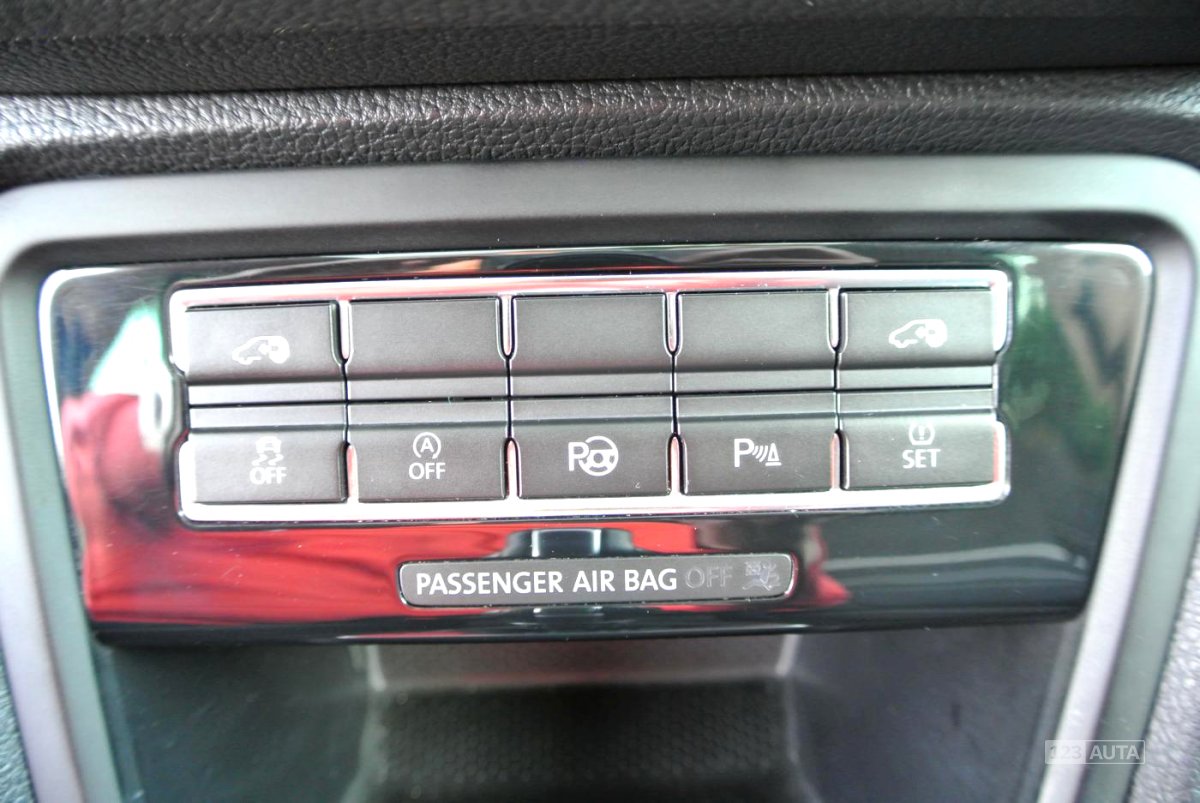 OFF
A
OFF
P
P
SET
PASSENGER AIR BAG OFF
123 AUTA